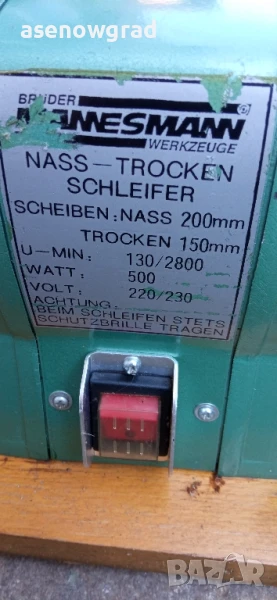 asenowgrad
BRÜDER
MANNESMANN
WERKZEUGE
NASS-TROCKEN
SCHLEIFER
SCHEIBEN: NASS 200mm
TROCKEN 150mm
U-MIN: 130/2800
WATT: 500
VOLT: 220/230
ACHTUNG:
BEIM SCHLEIFEN STETS
SCHUTZBRILLE TRAGEN
BAZAR